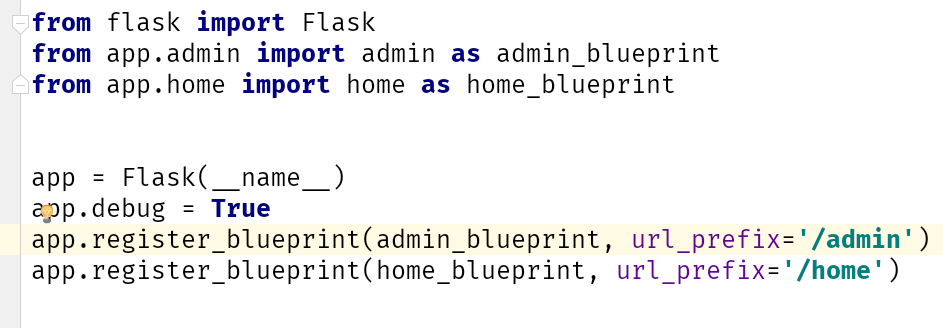 from flask import Flask
from app.admin import admin as admin_blueprint
from app.home import home as home_blueprint
app = Flask(__name__)
app.debug = True
app.register_blueprint(admin_blueprint, url_prefix='/admin')
app.register_blueprint(home_blueprint, url_prefix='/home')